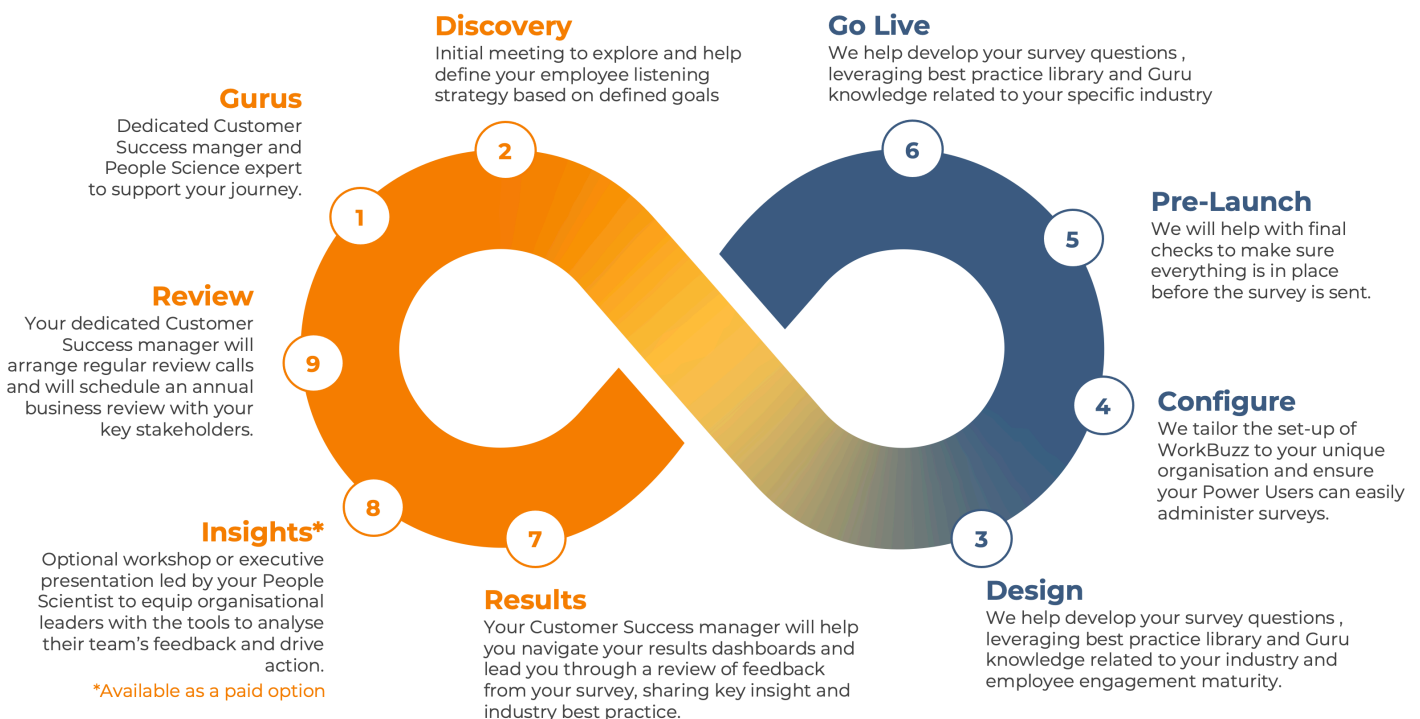 Gurus
Dedicated Customer
Success manger and
People Science expert
to support your journey.
1
Discovery
Initial meeting to explore and help
define your employee listening
strategy based on defined goals
2
Design
We help develop your survey questions ,
leveraging best practice library and Guru
knowledge related to your industry and
employee engagement maturity.
3
Configure
We tailor the set-up of
WorkBuzz to your unique
organisation and ensure
your Power Users can easily
administer surveys.
4
Pre-Launch
We will help with final
checks to make sure
everything is in place
before the survey is sent.
5
Go Live
We help develop your survey questions ,
leveraging best practice library and Guru
knowledge related to your specific industry
6
Results
Your Customer Success manager will help
you navigate your results dashboards and
lead you through a review of feedback
from your survey, sharing key insight and
industry best practice.
7
Insights*
Optional workshop or executive
presentation led by your People
Scientist to equip organisational
leaders with the tools to analyse
their team's feedback and drive
action.
*Available as a paid option
8
Review
Your dedicated Customer
Success manager will
arrange regular review calls
and will schedule an annual
business review with your
key stakeholders.
9